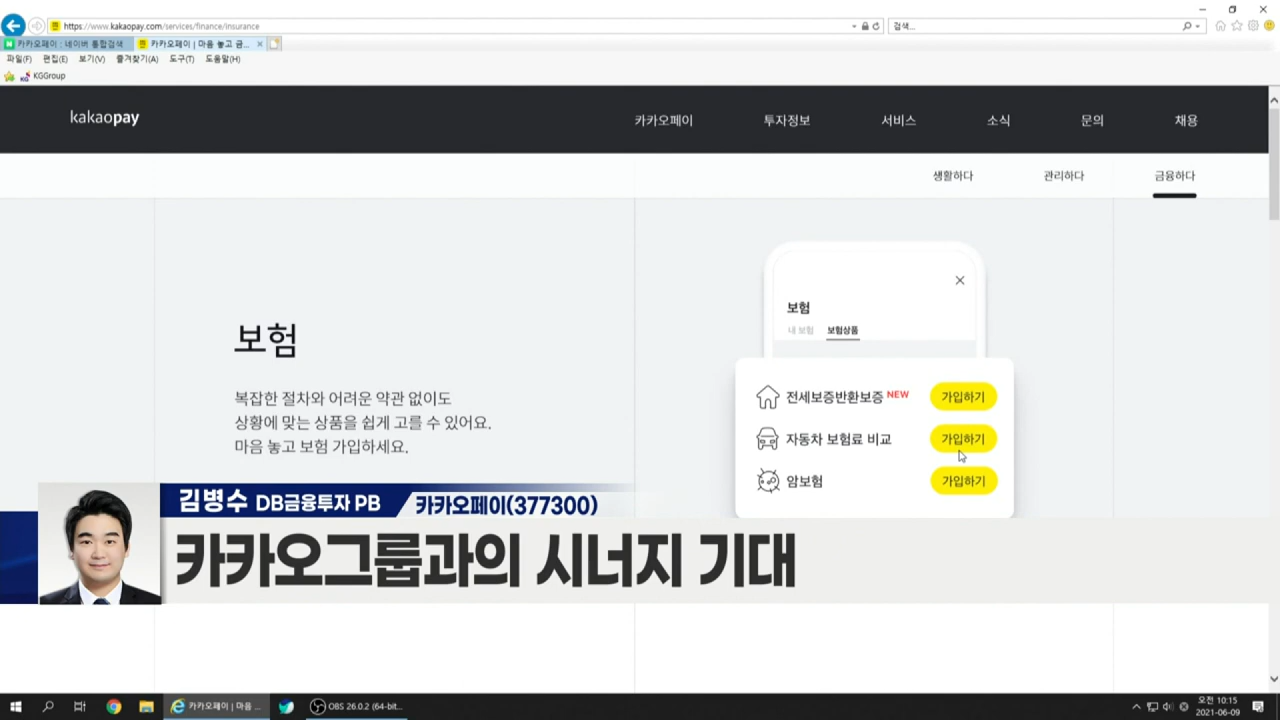 https://www.kakaopay.com/services/finance/insurance
검색...
카카오페이 : 네이버 통합검색
카카오페이 | 마음 놓고 금...
파일(F) 편집(E) 보기(V) 즐겨찾기(A) 도구(T) 도움말(H)
KGGroup
kakaopay
카카오페이 투자정보 서비스 소식 문의 채용
생활하다 관리하다 금융하다
보험
복잡한 절차와 어려운 약관 없이도
상황에 맞는 상품을 쉽게 고를 수 있어요.
마음 놓고 보험 가입하세요.
보험
내 보험 보험상품
전세보증반환보증 NEW 가입하기
자동차 보험료 비교 가입하기
암보험 가입하기
김병수 DB금융투자 PB 카카오페이(377300)
카카오그룹과의 시너지 기대
카카오페이 | 마음 ...
OBS 26.0.2 (64-bit...
오전 10:15
2021-06-09